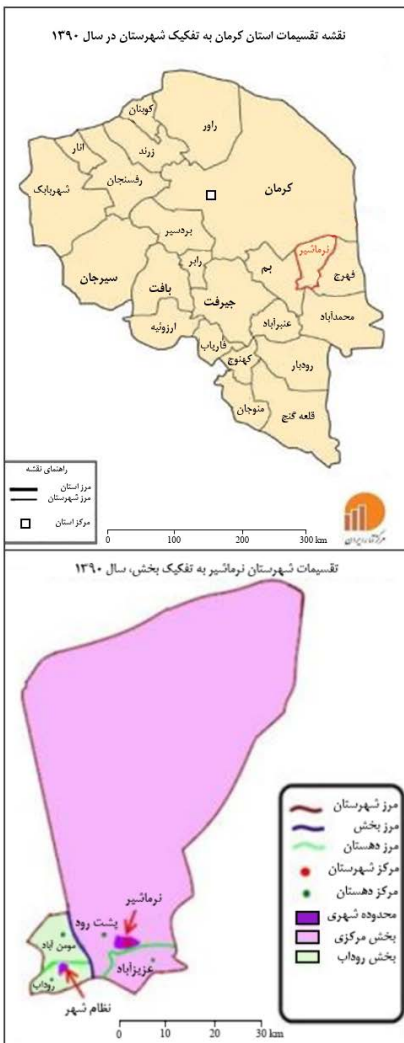 نقشه تقسیمات استان کرمان به تفکیک شهرستان در سال ۱۳۹۰
کوبنان
راور
زرند
انار
شهربابک
رفسنجان
کرمان
بردسیر
نرماشیر
سیرجان
بافت
رابر
بم
فهرج
جیرفت
ارزوئیه
عنبرآباد
محمدآباد
فاریاب
کهنوج
رودبار
منوجان
قلعه گنج
راهنمای نقشه
مرز استان
مرز شهرستان
مرکز استان
0 100 200 300 km
مرکز آمار ایران
تقسیمات شهرستان نرماشیر به تفکیک بخش، سال ۱۳۹۰
مرز شهرستان
مرز بخش
مرز دهستان
مرکز شهرستان
مرکز دهستان
محدوده شهری
بخش مرکزی
بخش روداب
نرماشیر
پشت رود
مومن آباد
عزیزآباد
روداب
نظام شهر
0 10 20 30 km